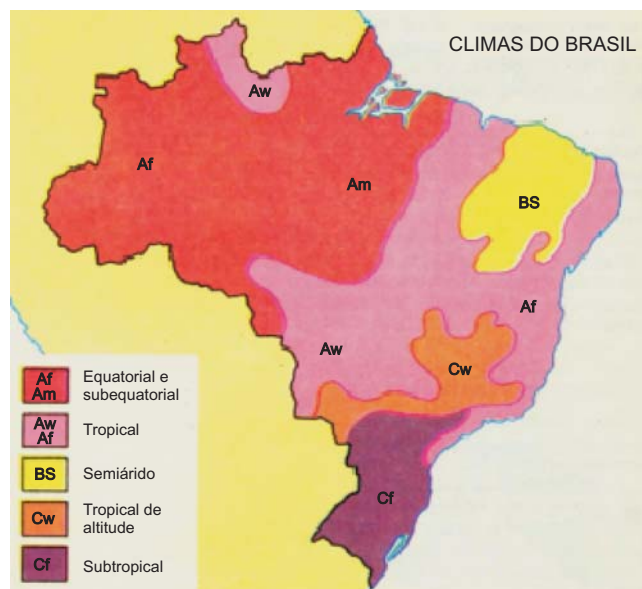 CLIMAS DO BRASIL
Aw
Af
Am
BS
Af
Aw
Cw
Cf
Af
Am
Equatorial e
subequatorial
Aw
Af
Tropical
BS
Semiárido
Cw
Tropical de
altitude
Cf
Subtropical